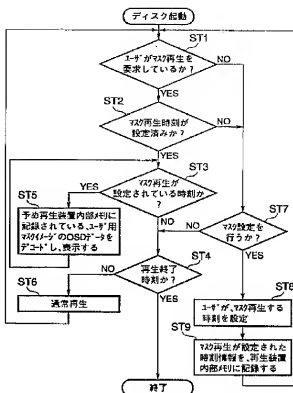 ディスク起動
ST1
ユーザがマスク再生を
要求しているか?
NO
YES
ST2
マスク再生時刻が
設定済みか?
NO
YES
ST3
マスク再生が
設定されている時刻か
?
YES
NO
ST5
予め再生装置内部メモリに
記録されている、ユーザ用
マスクイメージのOSDデータを
デコードし、表示する
ST7
マスク設定を
行うか?
NO
YES
ST4
再生終了
時刻か?
NO
YES
ST6
通常再生
ST8
ユーザが、マスク再生する
時刻を設定
ST9
マスク再生が設定された
時刻情報を、再生装置
内部メモリに記録する
終了